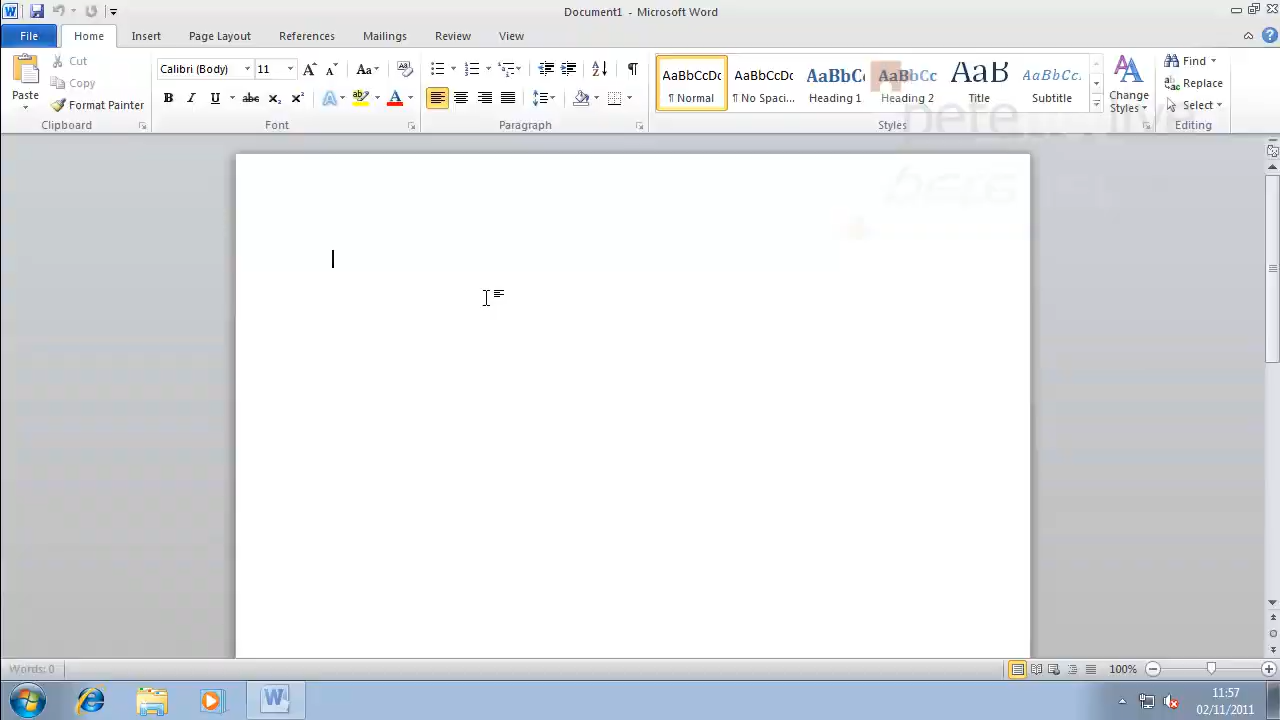 Document1 - Microsoft Word
File Home Insert Page Layout References Mailings Review View
Paste
Cut
Copy
Format Painter
Clipboard
Calibri (Body) 11
Font
Paragraph
AaBbCcDc AaBbCcDc AaBbC AaBbCc AaB AaBbCc.
¶ Normal ¶ No Spaci... Heading 1 Heading 2 Title Subtitle
Styles
Change
Styles
Find
Replace
Select
Editing
Words: 0
100%
11:57
02/11/2011